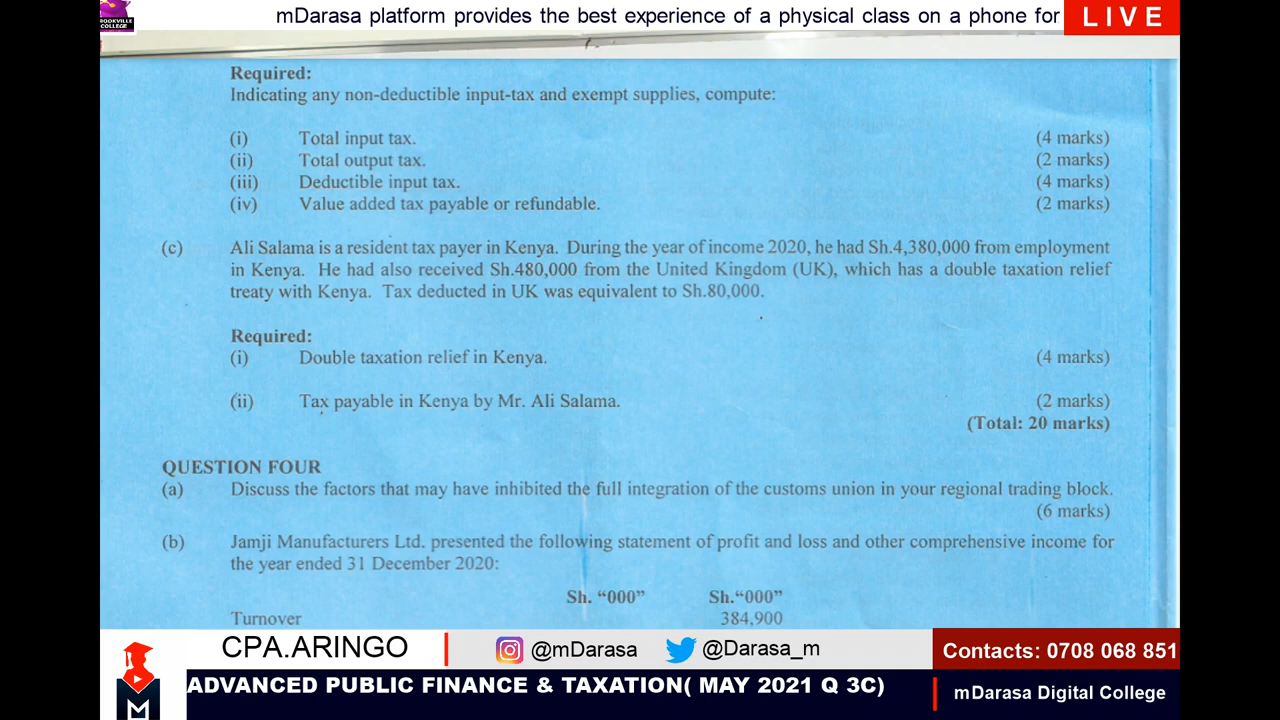 BOOKVILLE
COLLEGE
mDarasa platform provides the best experience of a physical class on a phone for
LIVE
Required:
Indicating any non-deductible input-tax and exempt supplies, compute:
(i) Total input tax. (4 marks)
(ii) Total output tax. (2 marks)
(iii) Deductible input tax. (4 marks)
(iv) Value added tax payable or refundable. (2 marks)
(c) Ali Salama is a resident tax payer in Kenya. During the year of income 2020, he had Sh.4,380,000 from employment
in Kenya. He had also received Sh.480,000 from the United Kingdom (UK), which has a double taxation relief
treaty with Kenya. Tax deducted in UK was equivalent to Sh.80,000.
Required:
(i) Double taxation relief in Kenya. (4 marks)
(ii) Tax payable in Kenya by Mr. Ali Salama. (2 marks)
(Total: 20 marks)
QUESTION FOUR
(a) Discuss the factors that may have inhibited the full integration of the customs union in your regional trading block.
(6 marks)
(b) Jamji Manufacturers Ltd. presented the following statement of profit and loss and other comprehensive income for
the year ended 31 December 2020:
Sh. “000” Sh.“000”
Turnover 384,900
CPA.ARINGO
@mDarasa
@Darasa_m
Contacts: 0708 068 851
M
ADVANCED PUBLIC FINANCE & TAXATION( MAY 2021 Q 3C)
mDarasa Digital College